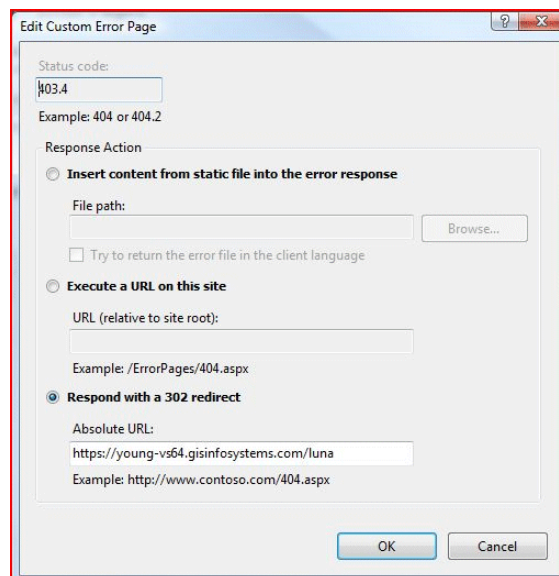 Edit Custom Error Page
Status code:
403.4
Example: 404 or 404.2
Response Action
Insert content from static file into the error response
File path:
Browse...
Try to return the error file in the client language
Execute a URL on this site
URL (relative to site root):
Example: /ErrorPages/404.aspx
Respond with a 302 redirect
Absolute URL:
https://young-vs64.gisinfosystems.com/luna
Example: http://www.contoso.com/404.aspx
OK Cancel